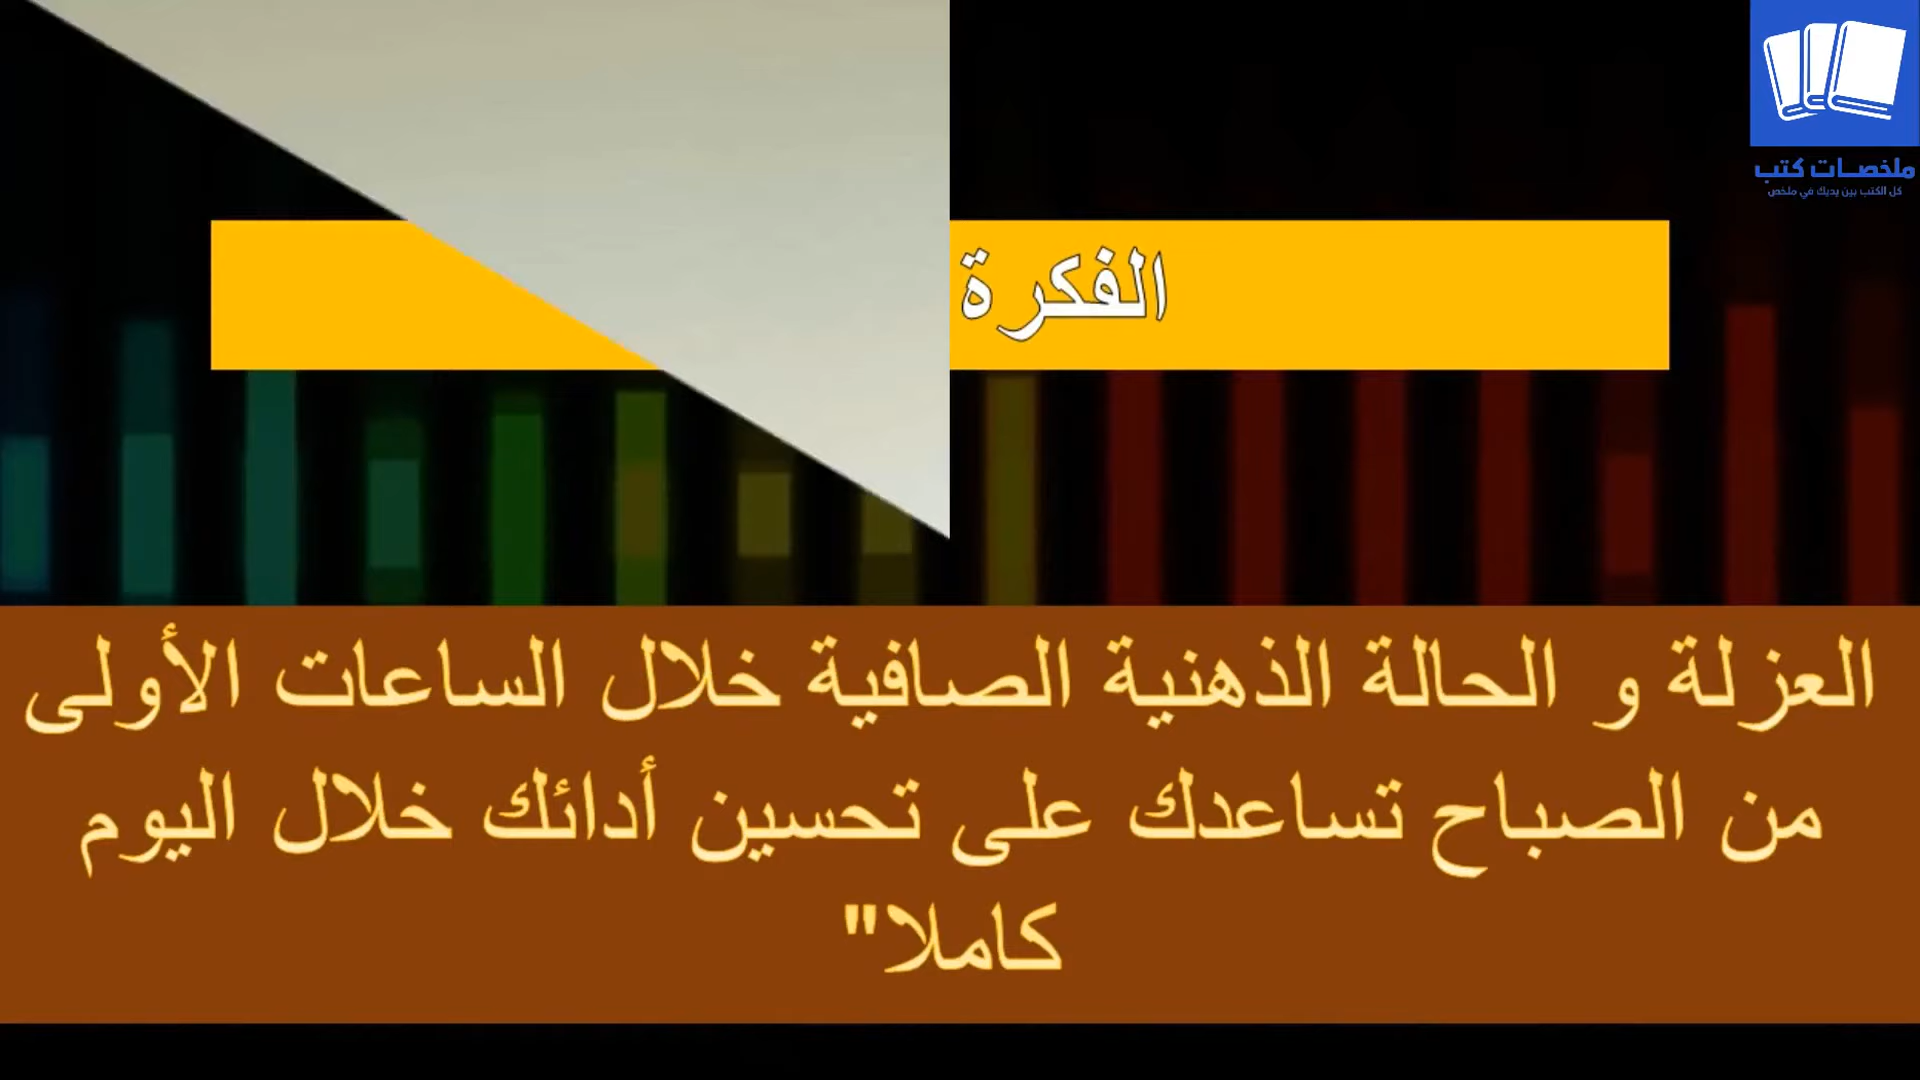 ملخصات كتب
كل الكتب بين يديك في ملخص
الفكرة
العزلة و الحالة الذهنية الصافية خلال الساعات الأولى
من الصباح تساعدك على تحسين أدائك خلال اليوم
كاملا"